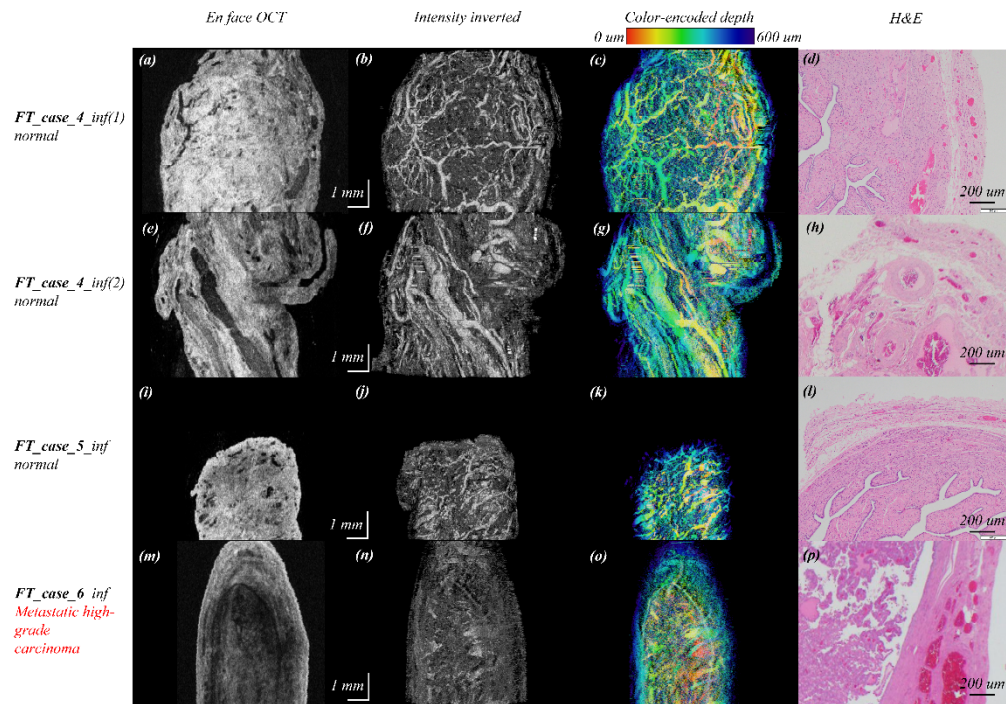 En face OCT
Intensity inverted
Color-encoded depth
H&E
0 um
600 um
FT_case_4_inf(1)
normal
(a)
(b)
(c)
(d)
1 mm
200 um
FT_case_4_inf(2)
normal
(e)
(f)
(g)
(h)
1 mm
200 um
FT_case_5_inf
normal
(i)
(j)
(k)
(l)
1 mm
200 um
FT_case_6_inf
Metastatic high-
grade
carcinoma
(m)
(n)
(o)
(p)
1 mm
200 um